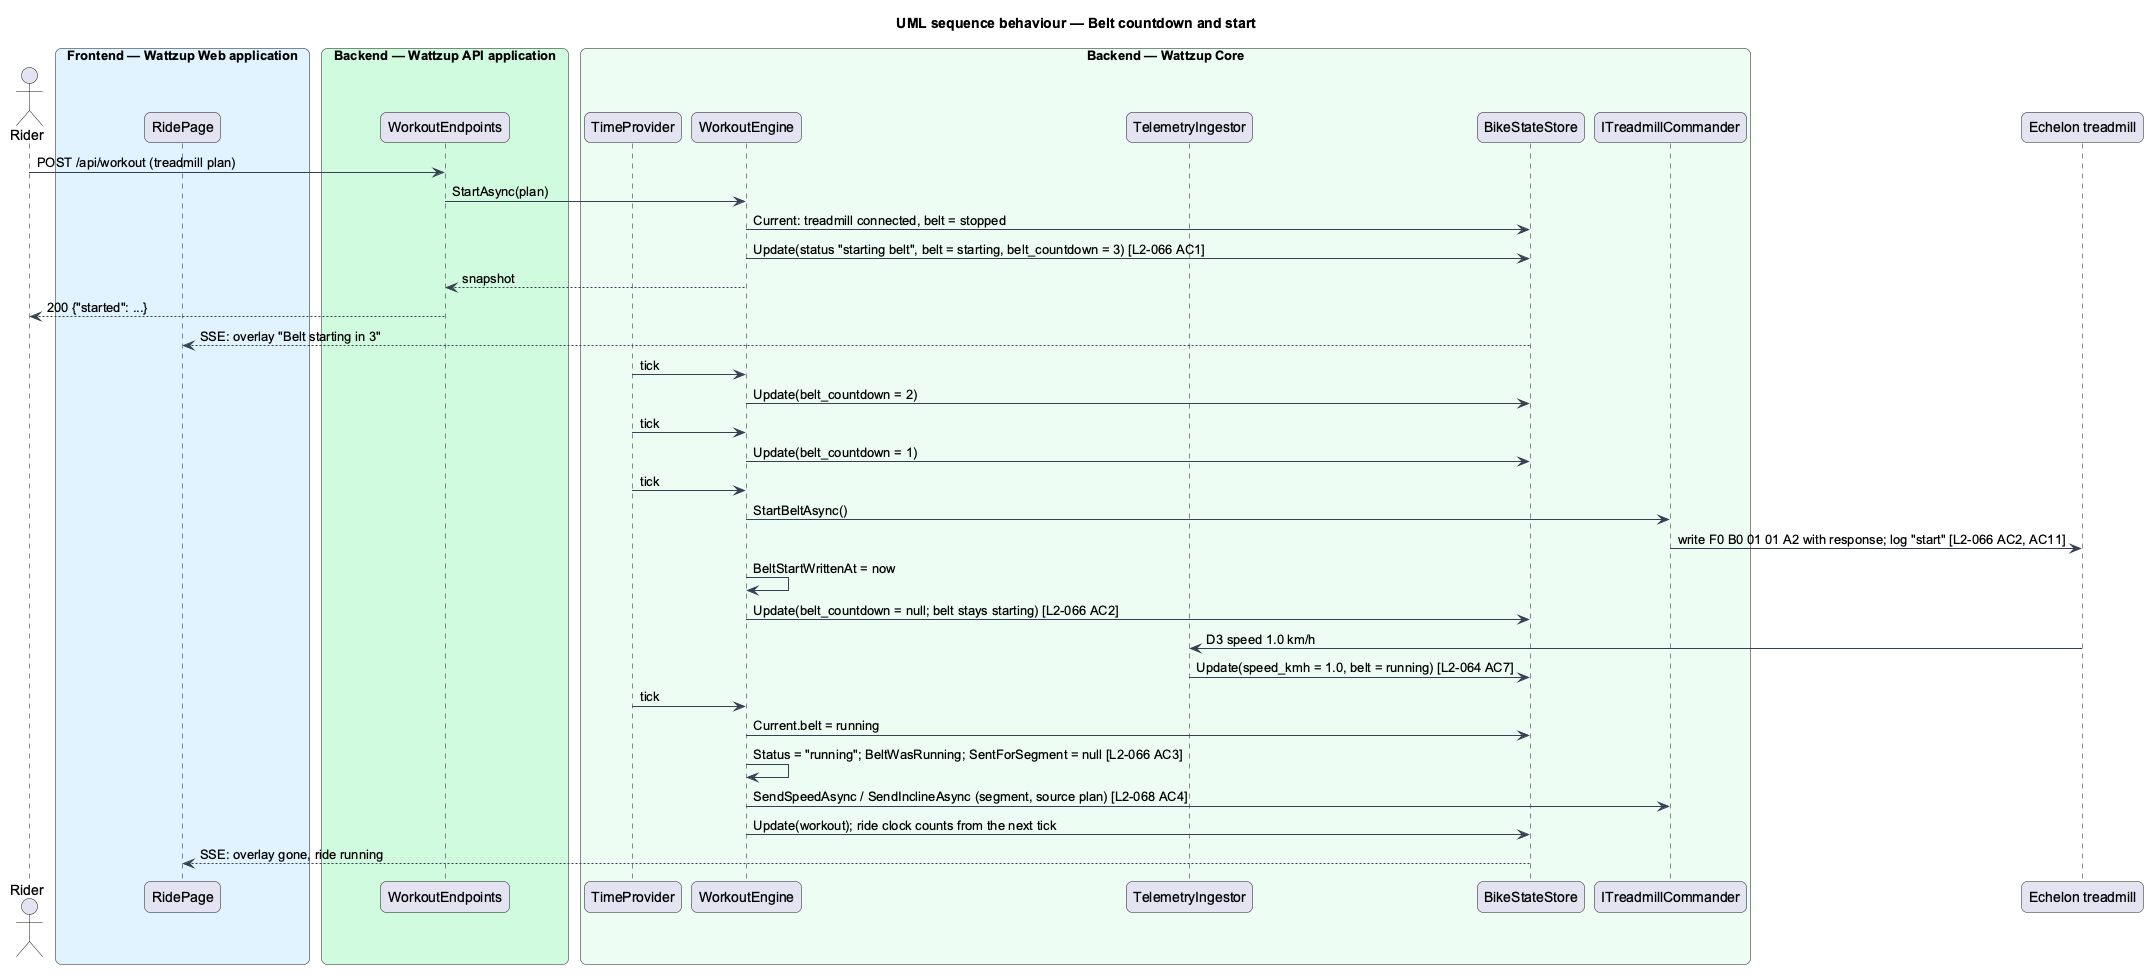 UML sequence behaviour — Belt countdown and start
Frontend — Wattzup Web application
Backend — Wattzup API application
Backend — Wattzup Core
Rider
RidePage
WorkoutEndpoints
TimeProvider
WorkoutEngine
TelemetryIngestor
BikeStateStore
ITreadmillCommander
Echelon treadmill
POST /api/workout (treadmill plan)
StartAsync(plan)
Current: treadmill connected, belt = stopped
Update(status "starting belt", belt = starting, belt_countdown = 3) [L2-066 AC1]
snapshot
200 {"started": ...}
SSE: overlay "Belt starting in 3"
tick
Update(belt_countdown = 2)
tick
Update(belt_countdown = 1)
tick
StartBeltAsync()
write F0 B0 01 01 A2 with response; log "start" [L2-066 AC2, AC11]
BeltStartWrittenAt = now
Update(belt_countdown = null; belt stays starting) [L2-066 AC2]
D3 speed 1.0 km/h
Update(speed_kmh = 1.0, belt = running) [L2-064 AC7]
tick
Current.belt = running
Status = "running"; BeltWasRunning; SentForSegment = null [L2-066 AC3]
SendSpeedAsync / SendInclineAsync (segment, source plan) [L2-068 AC4]
Update(workout); ride clock counts from the next tick
SSE: overlay gone, ride running
Rider
RidePage
WorkoutEndpoints
TimeProvider
WorkoutEngine
TelemetryIngestor
BikeStateStore
ITreadmillCommander
Echelon treadmill